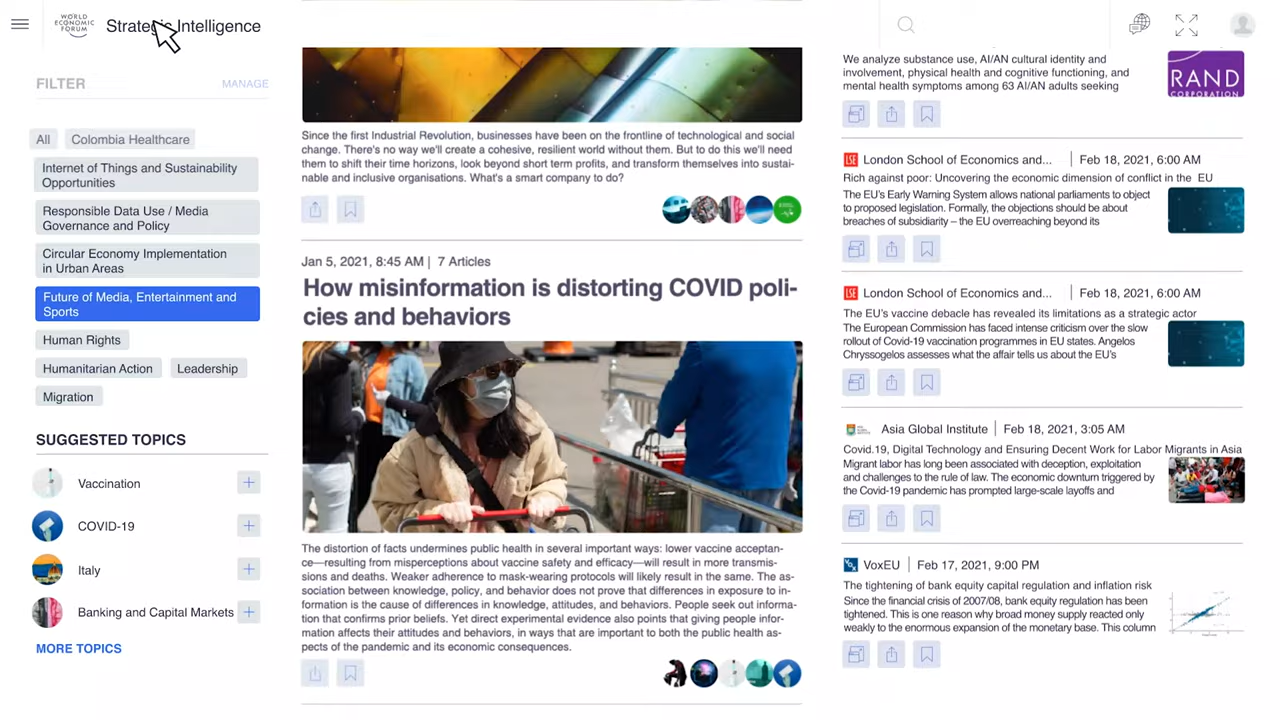 WORLD
ECONOMIC
FORUM
Strategic Intelligence
FILTER
MANAGE
All
Colombia Healthcare
Internet of Things and Sustainability
Opportunities
Responsible Data Use / Media
Governance and Policy
Circular Economy Implementation
in Urban Areas
Future of Media, Entertainment and
Sports
Human Rights
Humanitarian Action
Leadership
Migration
SUGGESTED TOPICS
Vaccination
COVID-19
Italy
Banking and Capital Markets
MORE TOPICS
Since the first Industrial Revolution, businesses have been on the frontline of technological and social
change. There's no way we'll create a cohesive, resilient world without them. But to do this we'll need
them to shift their time horizons, look beyond short term profits, and transform themselves into sustai-
nable and inclusive organisations. What's a smart company to do?
Jan 5, 2021, 8:45 AM | 7 Articles
How misinformation is distorting COVID poli-
cies and behaviors
The distortion of facts undermines public health in several important ways: lower vaccine acceptan-
ce—resulting from misperceptions about vaccine safety and efficacy—will result in more transmis-
sions and deaths. Weaker adherence to mask-wearing protocols will likely result in the same. The as-
sociation between knowledge, policy, and behavior does not prove that differences in exposure to in-
formation is the cause of differences in knowledge, attitudes, and behaviors. People seek out informa-
tion that confirms prior beliefs. Yet direct experimental evidence also points that giving people infor-
mation affects their attitudes and behaviors, in ways that are important to both the public health as-
pects of the pandemic and its economic consequences.
We analyze substance use, AI/AN cultural identity and
involvement, physical health and cognitive functioning, and
mental health symptoms among 63 AI/AN adults seeking
RAND
CORPORATION
LSE London School of Economics and... | Feb 18, 2021, 6:00 AM
Rich against poor: Uncovering the economic dimension of conflict in the EU
The EU's Early Warning System allows national parliaments to object
to proposed legislation. Formally, the objections should be about
breaches of subsidiarity – the EU overreaching beyond its
LSE London School of Economics and... | Feb 18, 2021, 6:00 AM
The EU's vaccine debacle has revealed its limitations as a strategic actor
The European Commission has faced intense criticism over the slow
rollout of Covid-19 vaccination programmes in EU states. Angelos
Chryssogelos assesses what the affair tells us about the EU's
Asia Global Institute | Feb 18, 2021, 3:05 AM
Covid.19, Digital Technology and Ensuring Decent Work for Labor Migrants in Asia
Migrant labor has long been associated with deception, exploitation
and challenges to the rule of law. The economic downturn triggered by
the Covid-19 pandemic has prompted large-scale layoffs and
VOX VoxEU | Feb 17, 2021, 9:00 PM
The tightening of bank equity capital regulation and inflation risk
Since the financial crisis of 2007/08, bank equity regulation has been
tightened. This is one reason why broad money supply reacted only
weakly to the enormous expansion of the monetary base. This column